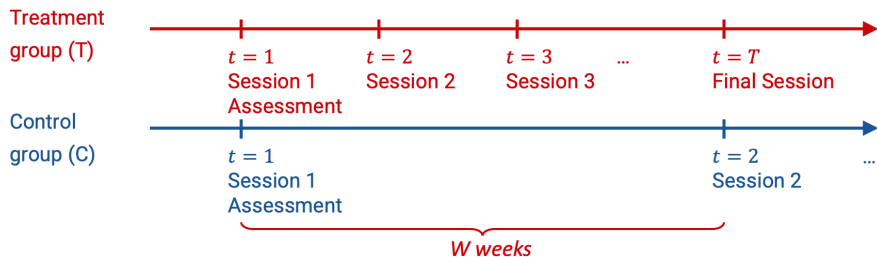 Treatment
group (T)
t = 1
Session 1
Assessment
t = 2
Session 2
t = 3
Session 3
...
t = T
Final Session
Control
group (C)
t = 1
Session 1
Assessment
t = 2
Session 2
...
W weeks